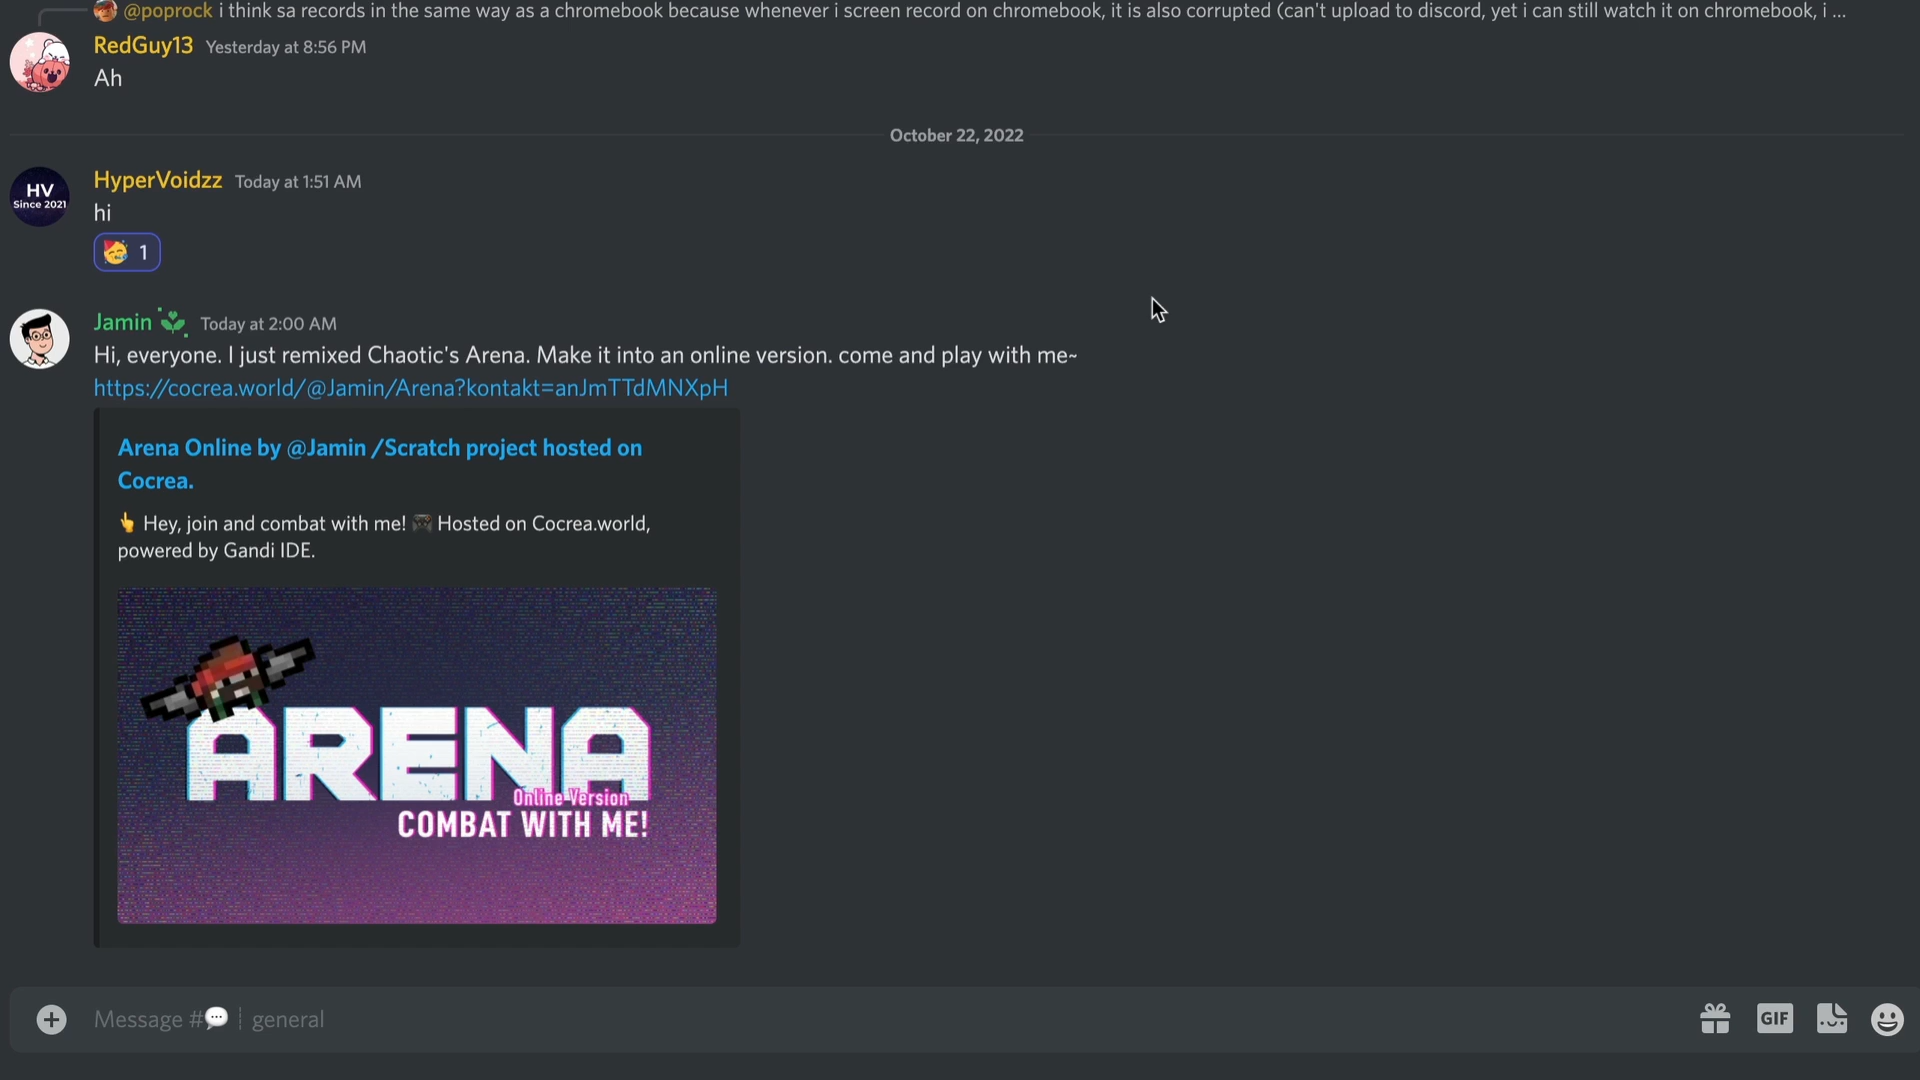 @poprock i think sa records in the same way as a chromebook because whenever i screen record on chromebook, it is also corrupted (can't upload to discord, yet i can still watch it on chromebook, i ...
RedGuy13 Yesterday at 8:56 PM
Ah
October 22, 2022
HV
Since 2021
HyperVoidzz Today at 1:51 AM
hi
1
Jamin Today at 2:00 AM
Hi, everyone. I just remixed Chaotic's Arena. Make it into an online version. come and play with me~
https://cocrea.world/@Jamin/Arena?kontakt=anJmTTdMNXpH
Arena Online by @Jamin /Scratch project hosted on
Cocrea.
👆 Hey, join and combat with me! 🎮 Hosted on Cocrea.world,
powered by Gandi IDE.
ARENA
Online Version
COMBAT WITH ME!
Message #💬 | general
GIF